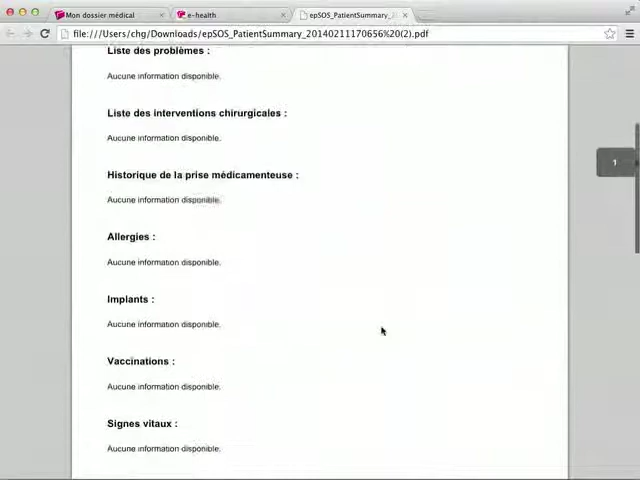 Mon dossier médical
e-health
epSOS_PatientSummary_2
file:///Users/chg/Downloads/epSOS_PatientSummary_20140211170656%20(2).pdf
Liste des problèmes :
Aucune information disponible.
Liste des interventions chirurgicales :
Aucune information disponible.
Historique de la prise médicamenteuse :
Aucune information disponible.
1
Allergies :
Aucune information disponible.
Implants :
Aucune information disponible.
Vaccinations :
Aucune information disponible.
Signes vitaux :
Aucune information disponible.